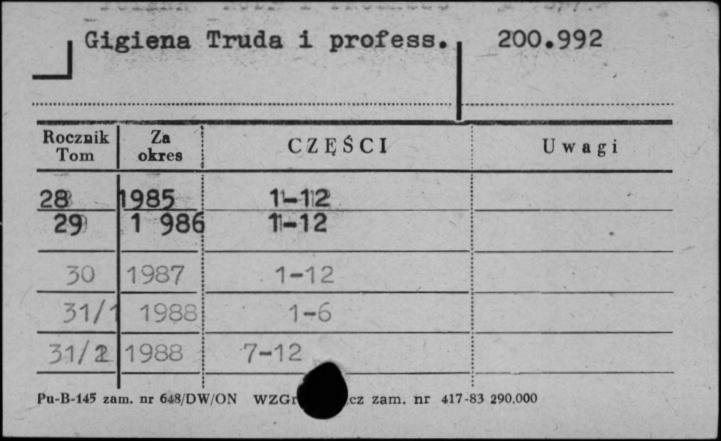 Gigiena Truda i profess. 200.992
Rocznik Tom Za okres CZĘŚCI Uwagi
28 1985 1-12
29 1 986 1-12
30 1987 1-12
31/1 1988 1-6
31/2 1988 7-12
Pu-B-145 zam. nr 648/DW/ON WZGr cz zam. nr 417-83 290.000